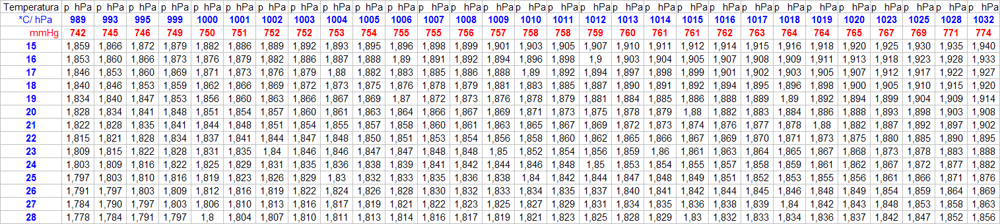 Temperatura p hPa p hPa p hPa p hPa p hPa p hPa p hPa p hPa p hPa p hPa p hPa p hPa p hPa p hPa p hPa p hPa p hPa p hPa p hPa p hPa p hPa p hPa p hPa p hPa p hPa p hPa p hPa p hPa p hPa
*C/ hPa 989 993 995 999 1000 1001 1002 1003 1004 1005 1006 1007 1008 1009 1010 1011 1012 1013 1014 1015 1016 1017 1018 1019 1020 1023 1025 1028 1032
mmHg 742 745 746 749 750 751 752 752 753 754 755 755 756 757 758 758 759 760 761 761 762 763 764 764 765 767 769 771 774
15 1,859 1,866 1,872 1,879 1,882 1,886 1,889 1,892 1,893 1,895 1,896 1,898 1,899 1,901 1,903 1,905 1,907 1,910 1,911 1,912 1,914 1,915 1,916 1,918 1,920 1,925 1,930 1,935 1,940
16 1,853 1,860 1,866 1,873 1,876 1,879 1,882 1,886 1,887 1,888 1,89 1,891 1,892 1,894 1,896 1,898 1,9 1,903 1,904 1,905 1,907 1,908 1,909 1,911 1,913 1,918 1,923 1,928 1,933
17 1,846 1,853 1,860 1,869 1,871 1,873 1,876 1,879 1,88 1,882 1,883 1,885 1,886 1,888 1,89 1,892 1,894 1,897 1,898 1,899 1,901 1,902 1,903 1,905 1,907 1,912 1,917 1,922 1,927
18 1,840 1,846 1,853 1,859 1,862 1,866 1,869 1,872 1,873 1,875 1,876 1,878 1,879 1,881 1,883 1,885 1,887 1,890 1,891 1,892 1,894 1,895 1,896 1,898 1,900 1,905 1,910 1,915 1,920
19 1,834 1,840 1,847 1,853 1,856 1,860 1,863 1,866 1,867 1,869 1,87 1,872 1,873 1,876 1,878 1,879 1,881 1,884 1,885 1,886 1,888 1,889 1,89 1,892 1,894 1,899 1,904 1,909 1,914
20 1,828 1,834 1,841 1,848 1,851 1,854 1,857 1,860 1,861 1,863 1,864 1,866 1,867 1,869 1,871 1,873 1,875 1,878 1,879 1,88 1,882 1,883 1,884 1,886 1,888 1,893 1,898 1,903 1,908
21 1,822 1,828 1,835 1,841 1,844 1,848 1,851 1,854 1,855 1,857 1,858 1,860 1,861 1,863 1,865 1,867 1,869 1,872 1,873 1,874 1,876 1,877 1,878 1,88 1,882 1,887 1,892 1,897 1,902
22 1,815 1,821 1,828 1,834 1,837 1,841 1,844 1,847 1,848 1,850 1,851 1,853 1,854 1,856 1,858 1,860 1,862 1,865 1,866 1,867 1,869 1,870 1,871 1,873 1,875 1,880 1,885 1,890 1,895
23 1,809 1,815 1,822 1,828 1,831 1,835 1,84 1,846 1,846 1,847 1,847 1,848 1,848 1,85 1,852 1,854 1,856 1,859 1,86 1,861 1,863 1,864 1,865 1,867 1,868 1,873 1,878 1,883 1,888
24 1,803 1,809 1,816 1,822 1,825 1,829 1,831 1,835 1,836 1,838 1,839 1,841 1,842 1,844 1,846 1,848 1,85 1,853 1,854 1,855 1,857 1,858 1,859 1,861 1,862 1,867 1,872 1,877 1,882
25 1,797 1,803 1,810 1,816 1,819 1,823 1,826 1,829 1,83 1,832 1,833 1,835 1,836 1,838 1,84 1,842 1,844 1,847 1,848 1,849 1,851 1,852 1,853 1,855 1,856 1,861 1,866 1,871 1,876
26 1,791 1,797 1,803 1,809 1,812 1,816 1,819 1,822 1,824 1,826 1,828 1,830 1,832 1,833 1,834 1,835 1,837 1,840 1,841 1,842 1,844 1,845 1,846 1,848 1,849 1,854 1,859 1,864 1,869
27 1,784 1,790 1,797 1,803 1,806 1,810 1,813 1,816 1,817 1,819 1,821 1,822 1,823 1,825 1,827 1,829 1,831 1,834 1,835 1,836 1,838 1,839 1,84 1,842 1,843 1,848 1,853 1,858 1,863
28 1,778 1,784 1,791 1,797 1,8 1,804 1,807 1,810 1,811 1,813 1,814 1,816 1,817 1,819 1,821 1,823 1,825 1,828 1,829 1,83 1,832 1,833 1,834 1,836 1,837 1,842 1,847 1,852 1,856